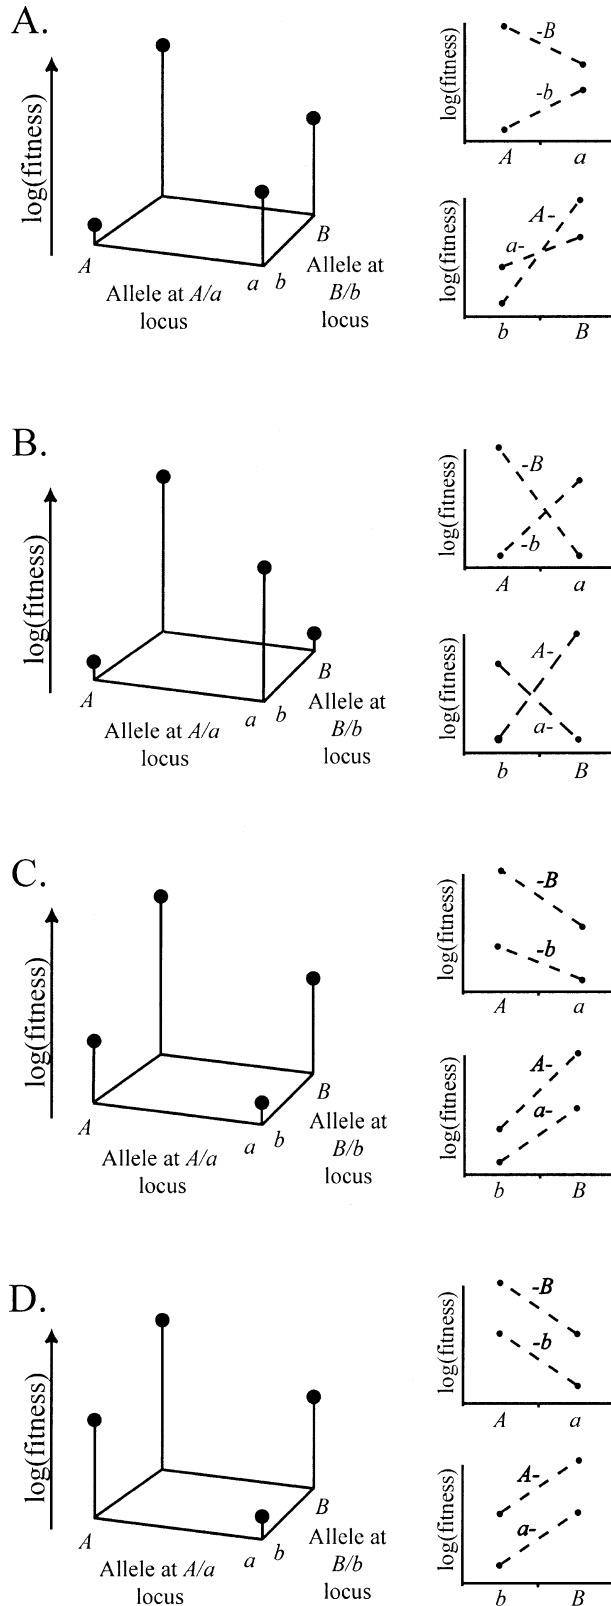 A.
log(fitness)
A
Allele at A/a
locus
a
b
B
Allele at
B/b
locus
log(fitness)
-B
-b
A
a
log(fitness)
A-
a-
b
B
B.
log(fitness)
A
Allele at A/a
locus
a
b
B
Allele at
B/b
locus
log(fitness)
-B
-b
A
a
log(fitness)
A-
a-
b
B
C.
log(fitness)
A
Allele at A/a
locus
a
b
B
Allele at
B/b
locus
log(fitness)
-B
-b
A
a
log(fitness)
A-
a-
b
B
D.
log(fitness)
A
Allele at A/a
locus
a
b
B
Allele at
B/b
locus
log(fitness)
-B
-b
A
a
log(fitness)
A-
a-
b
B